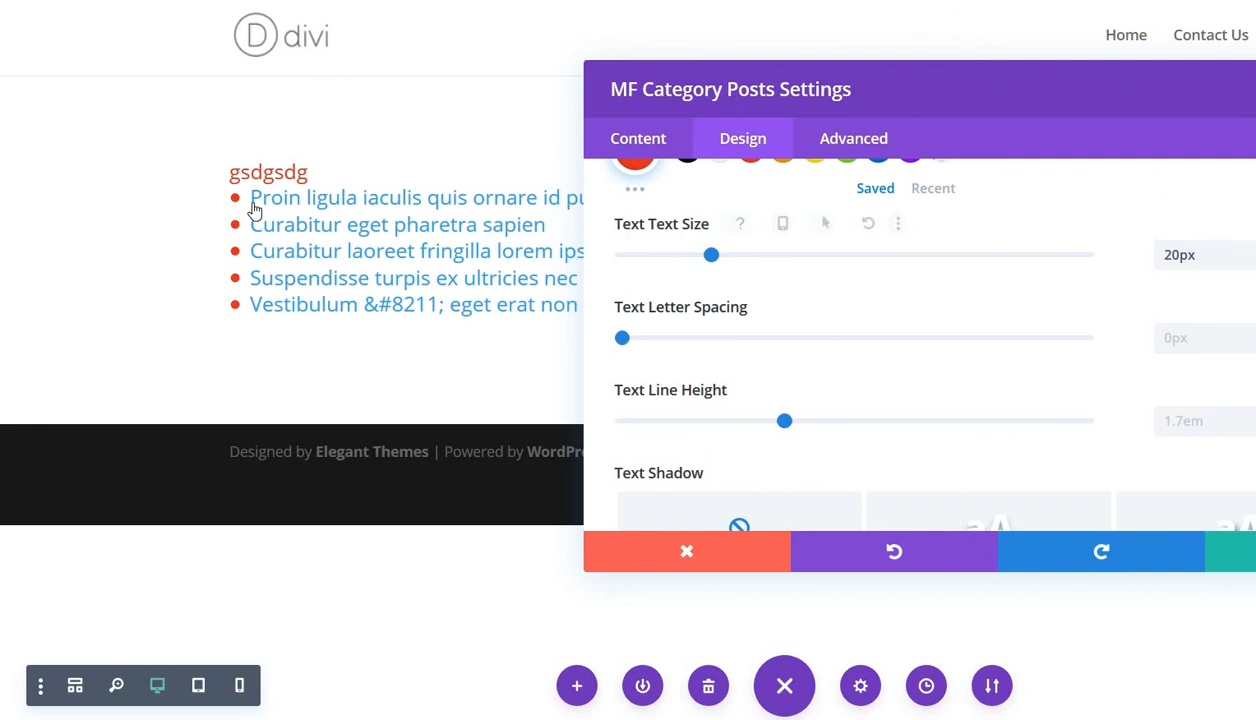 D divi
Home Contact Us
MF Category Posts Settings
Content Design Advanced
gsdgsdg
Saved Recent
Proin ligula iaculis quis ornare id pu
Text Text Size ?
Curabitur eget pharetra sapien
Curabitur laoreet fringilla lorem ips
20px
Suspendisse turpis ex ultricies nec
Vestibulum &#8211; eget erat non
Text Letter Spacing
0px
Text Line Height
1.7em
Designed by Elegant Themes | Powered by WordPre
Text Shadow
aA
aA